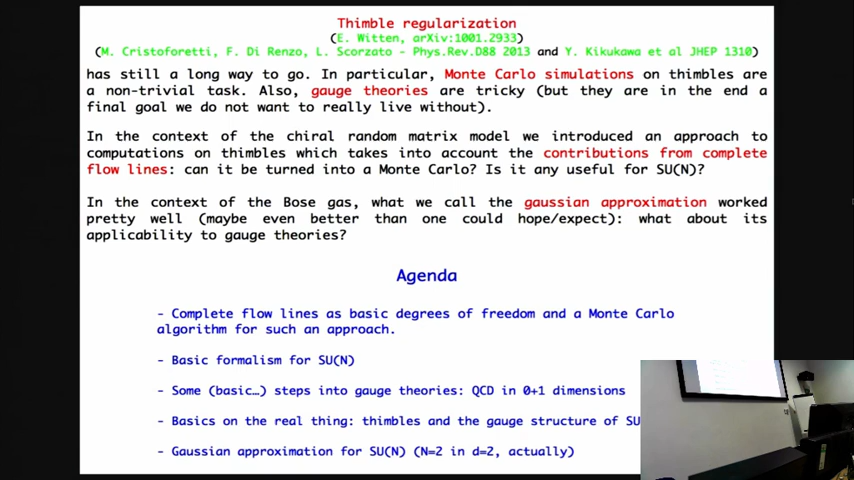 Thimble regularization
(E. Witten, arXiv:1001.2933)
(M. Cristoforetti, F. Di Renzo, L. Scorzato - Phys.Rev.D88 2013 and Y. Kikukawa et al JHEP 1310)
has still a long way to go. In particular, Monte Carlo simulations on thimbles are
a non-trivial task. Also, gauge theories are tricky (but they are in the end a
final goal we do not want to really live without).
In the context of the chiral random matrix model we introduced an approach to
computations on thimbles which takes into account the contributions from complete
flow lines: can it be turned into a Monte Carlo? Is it any useful for SU(N)?
In the context of the Bose gas, what we call the gaussian approximation worked
pretty well (maybe even better than one could hope/expect): what about its
applicability to gauge theories?
Agenda
- Complete flow lines as basic degrees of freedom and a Monte Carlo
algorithm for such an approach.
- Basic formalism for SU(N)
- Some (basic…) steps into gauge theories: QCD in 0+1 dimensions
- Basics on the real thing: thimbles and the gauge structure of SU
- Gaussian approximation for SU(N) (N=2 in d=2, actually)